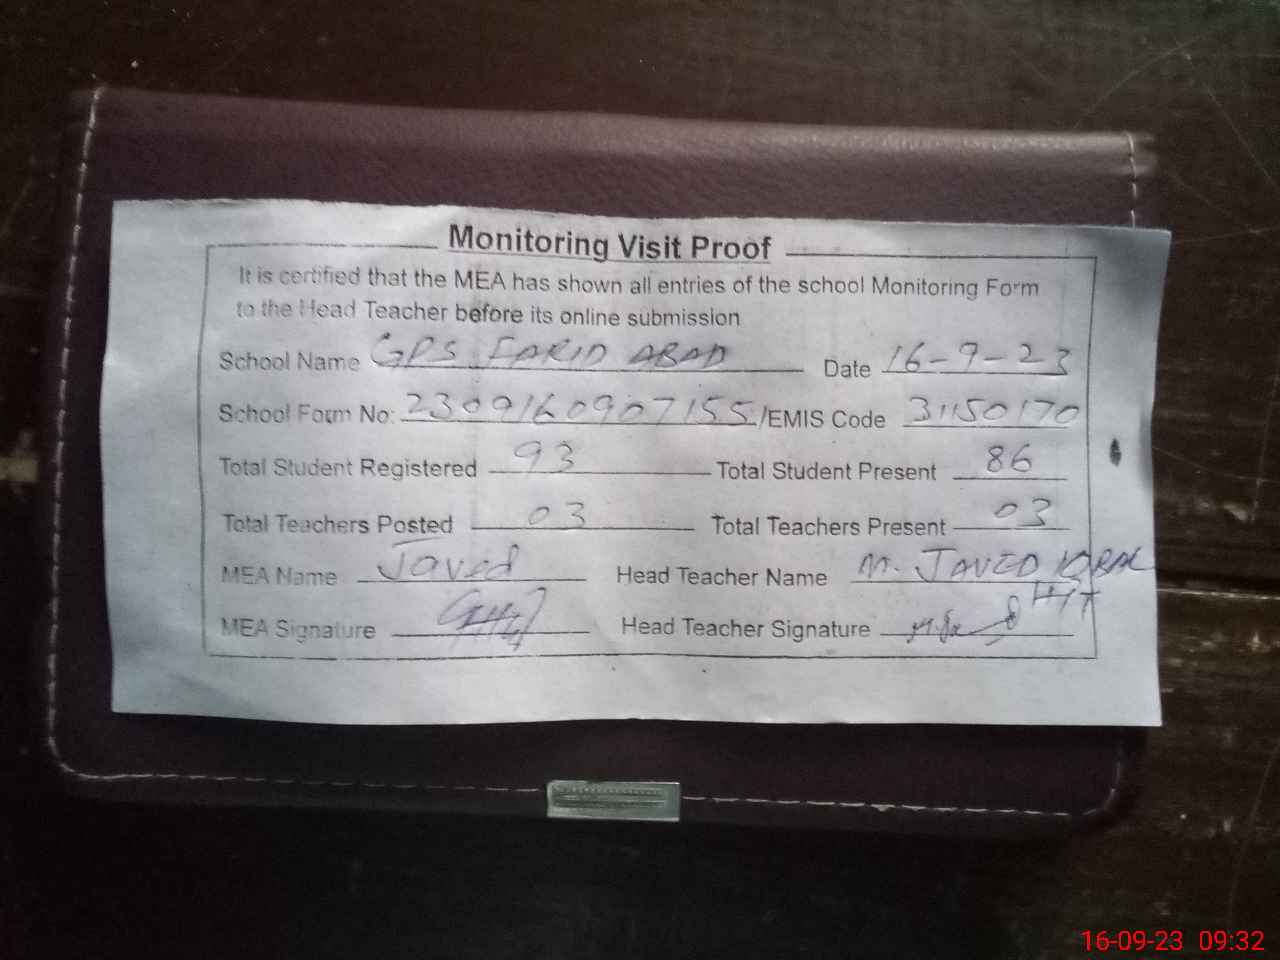 Monitoring Visit Proof
It is certified that the MEA has shown all entries of the school Monitoring Form
to the Head Teacher before its online submission
School Name GPS FARID ABAD Date 16-9-23
School Form No: 2309160907155 /EMIS Code 31150170
Total Student Registered 93 Total Student Present 86
Total Teachers Posted 03 Total Teachers Present 03
MEA Name Javed Head Teacher Name M. JAVED IQBAL
H/T
MEA Signature Head Teacher Signature
16-09-23 09:32